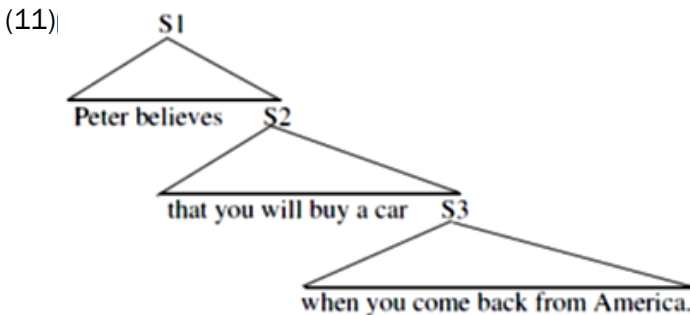 (11)
S1
Peter believes S2
that you will buy a car S3
when you come back from America.